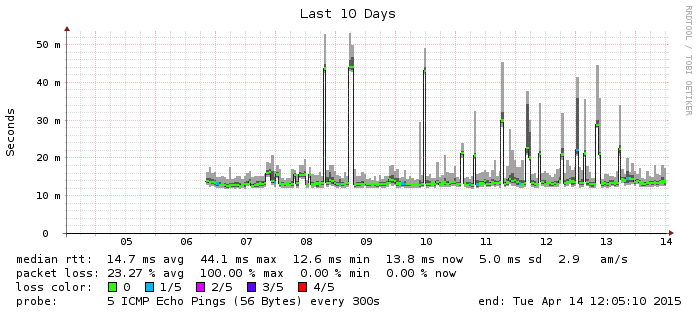 Last 10 Days
RRDTOOL / TOBI OETIKER
Seconds
50 m
40 m
30 m
20 m
10 m
0
05 06 07 08 09 10 11 12 13 14
median rtt: 14.7 ms avg 44.1 ms max 12.6 ms min 13.8 ms now 5.0 ms sd 2.9 am/s
packet loss: 23.27 % avg 100.00 % max 0.00 % min 0.00 % now
loss color: 0 1/5 2/5 3/5 4/5
probe: 5 ICMP Echo Pings (56 Bytes) every 300s end: Tue Apr 14 12:05:10 2015